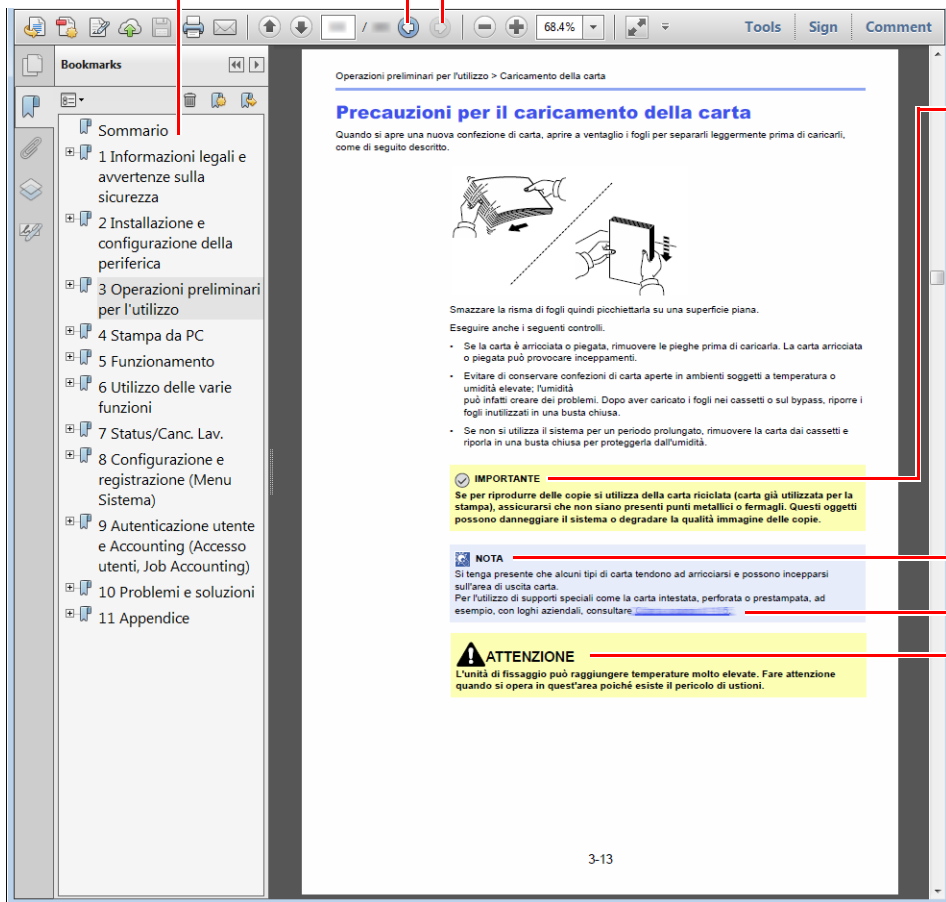 /
68.4%
Tools
Sign
Comment
Bookmarks
Sommario
1 Informazioni legali e
avvertenze sulla
sicurezza
2 Installazione e
configurazione della
periferica
3 Operazioni preliminari
per l'utilizzo
4 Stampa da PC
5 Funzionamento
6 Utilizzo delle varie
funzioni
7 Status/Canc. Lav.
8 Configurazione e
registrazione (Menu
Sistema)
9 Autenticazione utente
e Accounting (Accesso
utenti, Job Accounting)
10 Problemi e soluzioni
11 Appendice
Operazioni preliminari per l'utilizzo > Caricamento della carta
Precauzioni per il caricamento della carta
Quando si apre una nuova confezione di carta, aprire a ventaglio i fogli per separarli leggermente prima di caricarli,
come di seguito descritto.
Smazzare la risma di fogli quindi picchiettarla su una superficie piana.
Eseguire anche i seguenti controlli.
• Se la carta è arricciata o piegata, rimuovere le pieghe prima di caricarla. La carta arricciata
o piegata può provocare inceppamenti.
• Evitare di conservare confezioni di carta aperte in ambienti soggetti a temperatura o
umidità elevate; l'umidità
può infatti creare dei problemi. Dopo aver caricato i fogli nei cassetti o sul bypass, riporre i
fogli inutilizzati in una busta chiusa.
• Se non si utilizza il sistema per un periodo prolungato, rimuovere la carta dai cassetti e
riporla in una busta chiusa per proteggerla dall'umidità.
IMPORTANTE
Se per riprodurre delle copie si utilizza della carta riciclata (carta già utilizzata per la
stampa), assicurarsi che non siano presenti punti metallici o fermagli. Questi oggetti
possono danneggiare il sistema o degradare la qualità immagine delle copie.
NOTA
Si tenga presente che alcuni tipi di carta tendono ad arricciarsi e possono incepparsi
sull'area di uscita carta.
Per l'utilizzo di supporti speciali come la carta intestata, perforata o prestampata, ad
esempio, con loghi aziendali, consultare
ATTENZIONE
L'unità di fissaggio può raggiungere temperature molto elevate. Fare attenzione
quando si opera in quest'area poiché esiste il pericolo di ustioni.
3-13